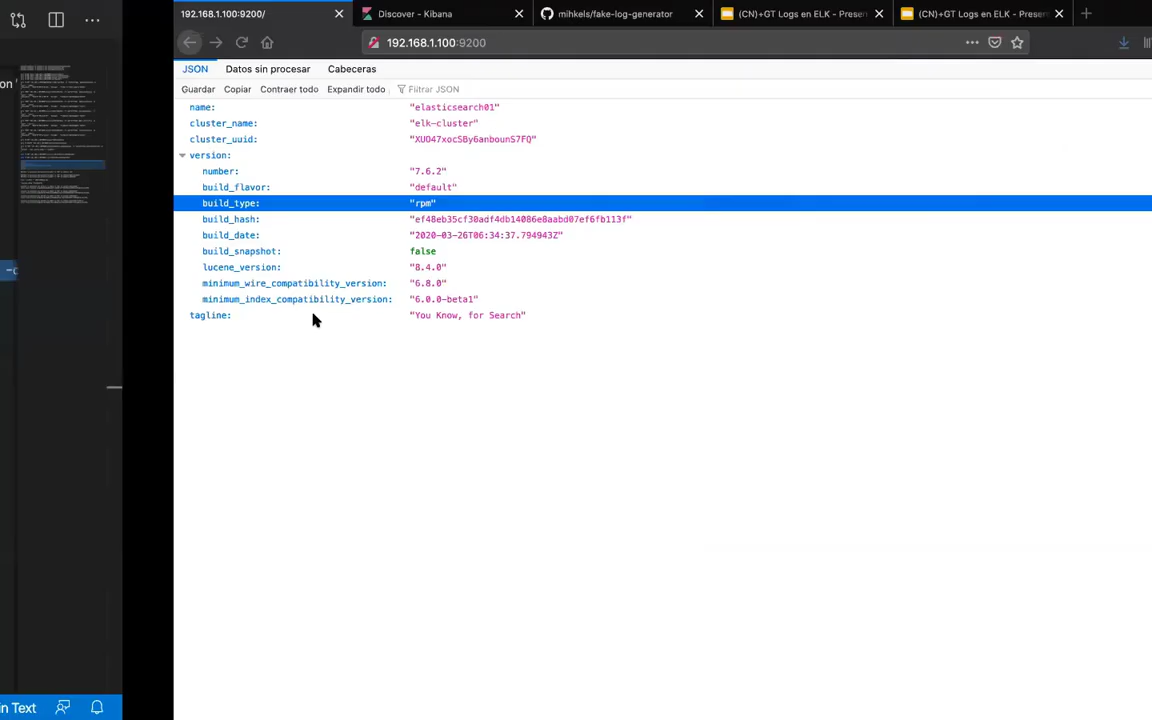 192.168.1.100:9200/
Discover - Kibana
mihkels/fake-log-generator
(CN)+GT Logs en ELK - Presen
(CN)+GT Logs en ELK - Presen
192.168.1.100:9200
JSON Datos sin procesar Cabeceras
Guardar Copiar Contraer todo Expandir todo Filtrar JSON
name: "elasticsearch01"
cluster_name: "elk-cluster"
cluster_uuid: "XUO47xocSBy6anbounS7FQ"
version:
number: "7.6.2"
build_flavor: "default"
build_type: "rpm"
build_hash: "ef48eb35cf30adf4db14086e8aabd07ef6fb113f"
build_date: "2020-03-26T06:34:37.794943Z"
build_snapshot: false
lucene_version: "8.4.0"
minimum_wire_compatibility_version: "6.8.0"
minimum_index_compatibility_version: "6.0.0-beta1"
tagline: "You Know, for Search"
on
in Text